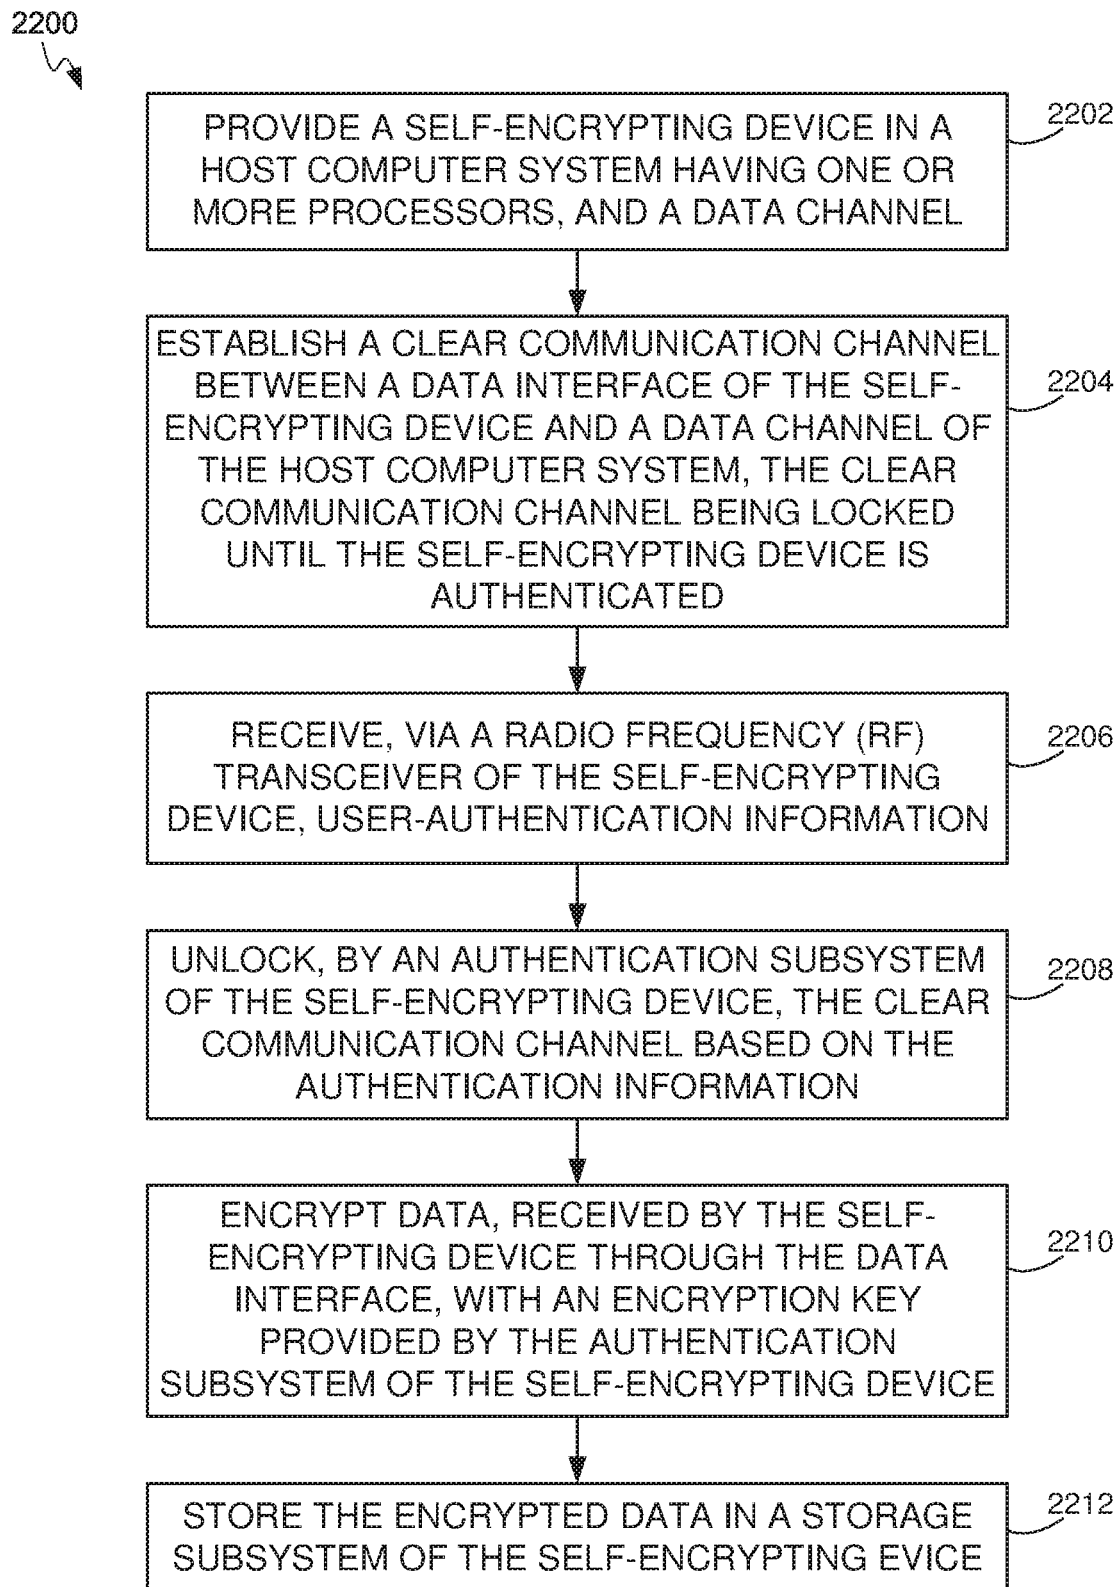 2200
PROVIDE A SELF-ENCRYPTING DEVICE IN A
HOST COMPUTER SYSTEM HAVING ONE OR
MORE PROCESSORS, AND A DATA CHANNEL
2202
ESTABLISH A CLEAR COMMUNICATION CHANNEL
BETWEEN A DATA INTERFACE OF THE SELF-
ENCRYPTING DEVICE AND A DATA CHANNEL OF
THE HOST COMPUTER SYSTEM, THE CLEAR
COMMUNICATION CHANNEL BEING LOCKED
UNTIL THE SELF-ENCRYPTING DEVICE IS
AUTHENTICATED
2204
RECEIVE, VIA A RADIO FREQUENCY (RF)
TRANSCEIVER OF THE SELF-ENCRYPTING
DEVICE, USER-AUTHENTICATION INFORMATION
2206
UNLOCK, BY AN AUTHENTICATION SUBSYSTEM
OF THE SELF-ENCRYPTING DEVICE, THE CLEAR
COMMUNICATION CHANNEL BASED ON THE
AUTHENTICATION INFORMATION
2208
ENCRYPT DATA, RECEIVED BY THE SELF-
ENCRYPTING DEVICE THROUGH THE DATA
INTERFACE, WITH AN ENCRYPTION KEY
PROVIDED BY THE AUTHENTICATION
SUBSYSTEM OF THE SELF-ENCRYPTING DEVICE
2210
STORE THE ENCRYPTED DATA IN A STORAGE
SUBSYSTEM OF THE SELF-ENCRYPTING EVICE
2212